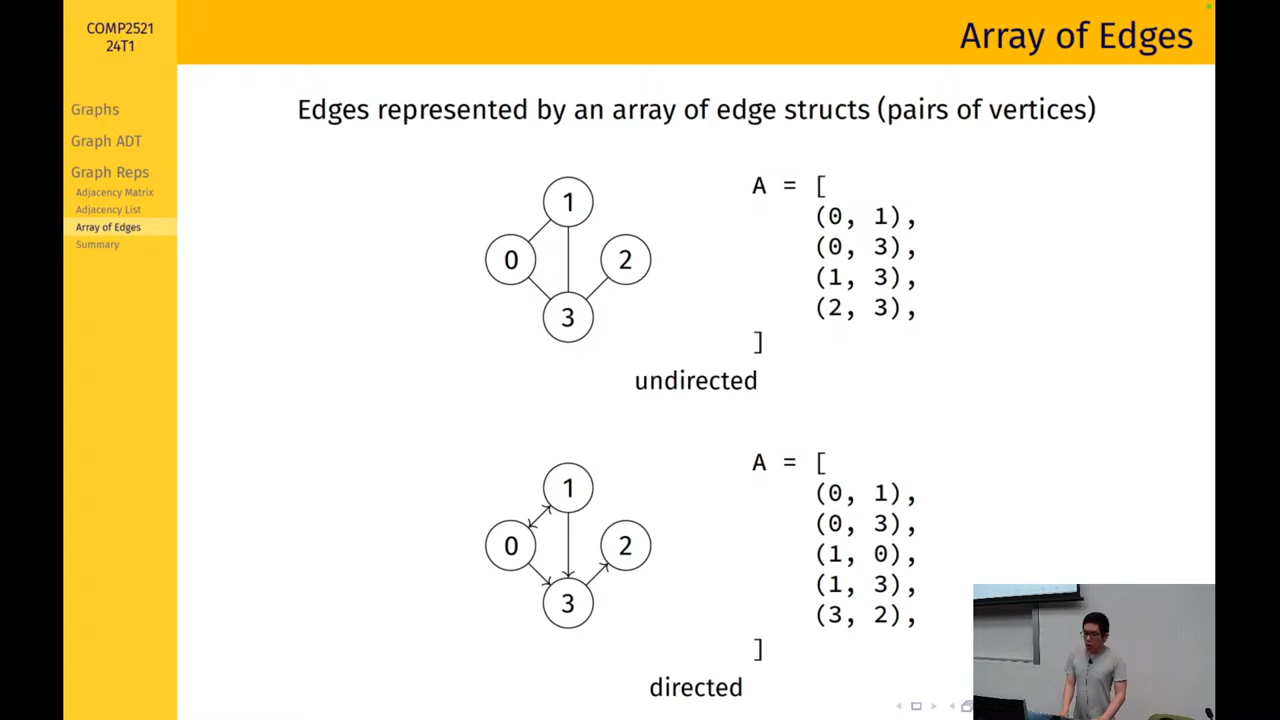 COMP2521
24T1
Graphs
Graph ADT
Graph Reps
Adjacency Matrix
Adjacency List
Array of Edges
Summary
Array of Edges
Edges represented by an array of edge structs (pairs of vertices)
1
0
2
3
A = [
(0, 1),
(0, 3),
(1, 3),
(2, 3),
]
undirected
1
0
2
3
A = [
(0, 1),
(0, 3),
(1, 0),
(1, 3),
(3, 2),
]
directed